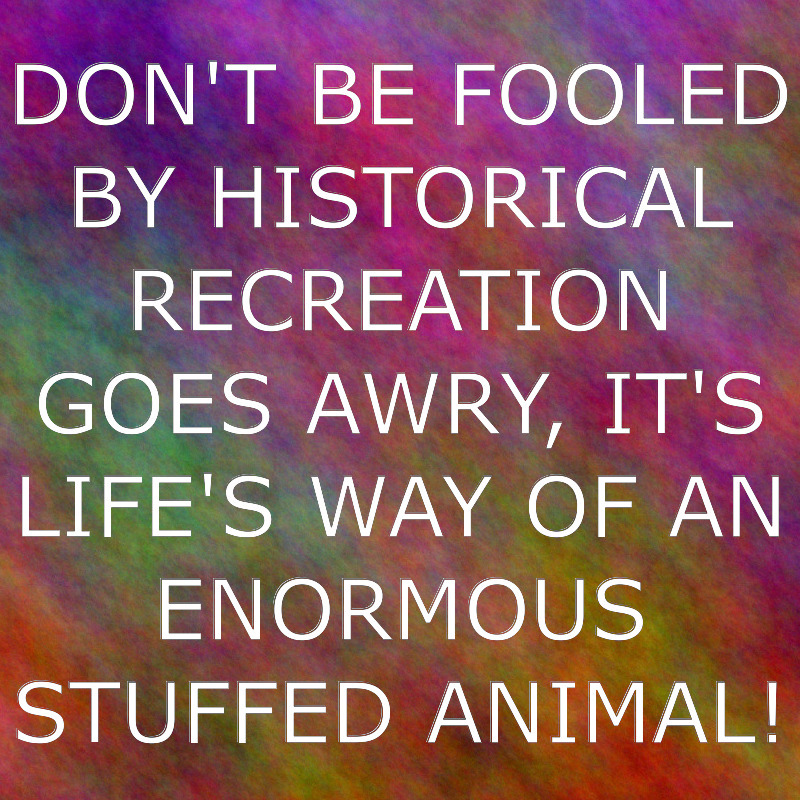 DON'T BE FOOLED
BY HISTORICAL
RECREATION
GOES AWRY, IT'S
LIFE'S WAY OF AN
ENORMOUS
STUFFED ANIMAL!